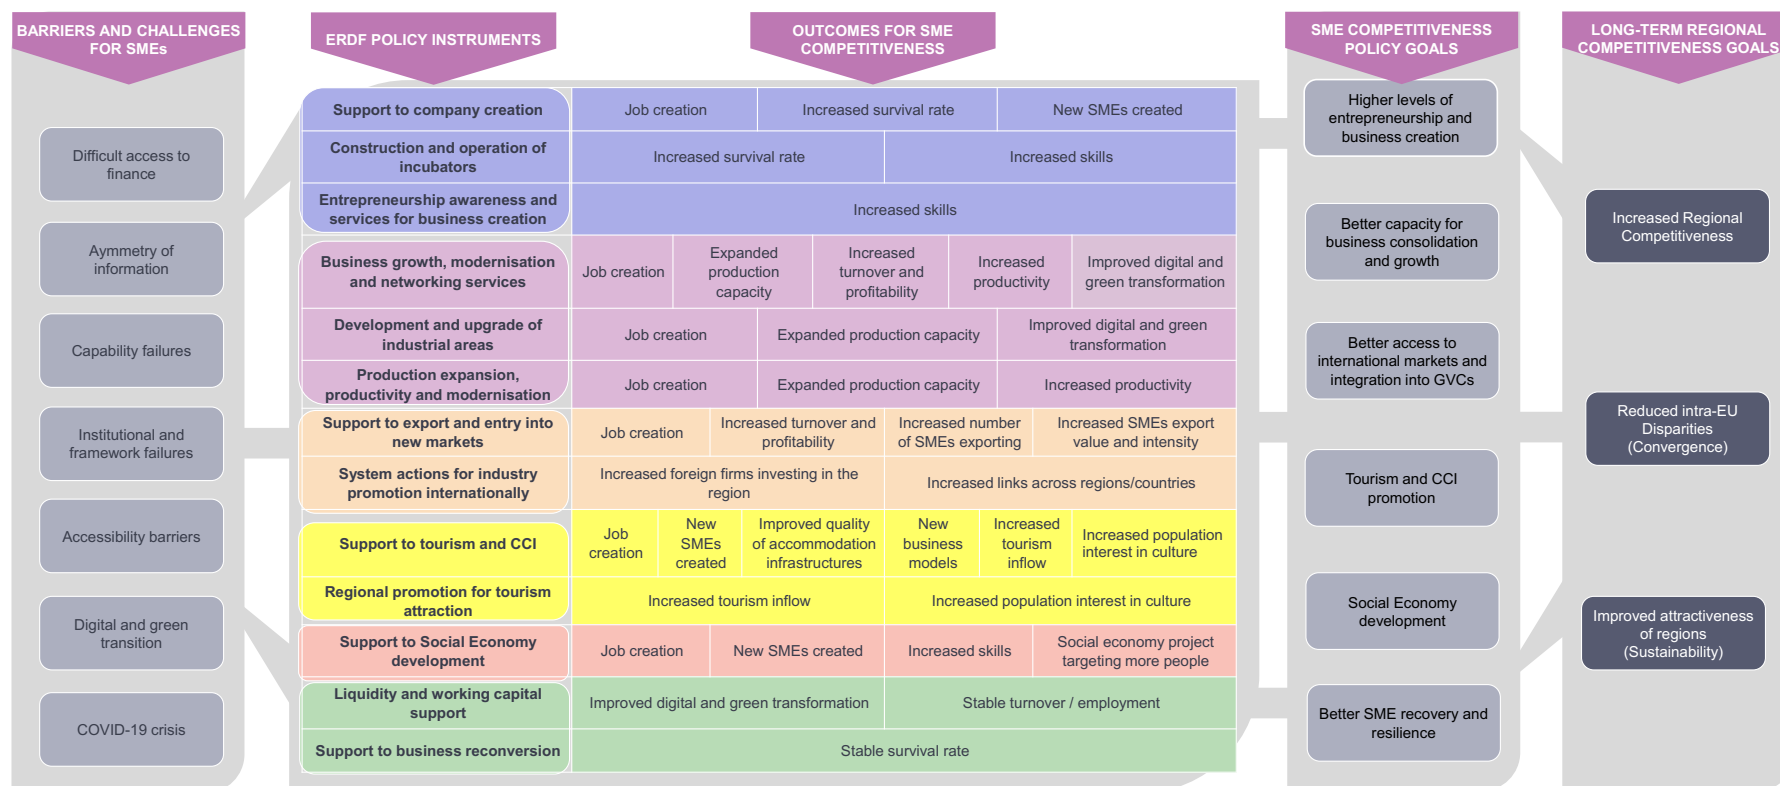 BARRIERS AND CHALLENGES
FOR SMEs
ERDF POLICY INSTRUMENTS
OUTCOMES FOR SME
COMPETITIVENESS
SME COMPETITIVENESS
POLICY GOALS
LONG-TERM REGIONAL
COMPETITIVENESS GOALS
Difficult access to
finance
Aymmetry of
information
Capability failures
Institutional and
framework failures
Accessibility barriers
Digital and green
transition
COVID-19 crisis
Support to company creation
Job creation
Increased survival rate
New SMEs created
Construction and operation of
incubators
Increased survival rate
Increased skills
Entrepreneurship awareness and
services for business creation
Increased skills
Business growth, modernisation
and networking services
Job creation
Expanded
production
capacity
Increased
turnover and
profitability
Increased
productivity
Improved digital and
green transformation
Development and upgrade of
industrial areas
Job creation
Expanded production capacity
Improved digital and green
transformation
Production expansion,
productivity and modernisation
Job creation
Expanded production capacity
Increased productivity
Support to export and entry into
new markets
Job creation
Increased turnover and
profitability
Increased number
of SMEs exporting
Increased SMEs export
value and intensity
System actions for industry
promotion internationally
Increased foreign firms investing in the
region
Increased links across regions/countries
Support to tourism and CCI
Job
creation
New
SMEs
created
Improved quality
of accommodation
infrastructures
New
business
models
Increased
tourism
inflow
Increased population
interest in culture
Regional promotion for tourism
attraction
Increased tourism inflow
Increased population interest in culture
Support to Social Economy
development
Job creation
New SMEs created
Increased skills
Social economy project
targeting more people
Liquidity and working capital
support
Improved digital and green transformation
Stable turnover / employment
Support to business reconversion
Stable survival rate
Higher levels of
entrepreneurship and
business creation
Better capacity for
business consolidation
and growth
Better access to
international markets and
integration into GVCs
Tourism and CCI
promotion
Social Economy
development
Better SME recovery and
resilience
Increased Regional
Competitiveness
Reduced intra-EU
Disparities
(Convergence)
Improved attractiveness
of regions
(Sustainability)